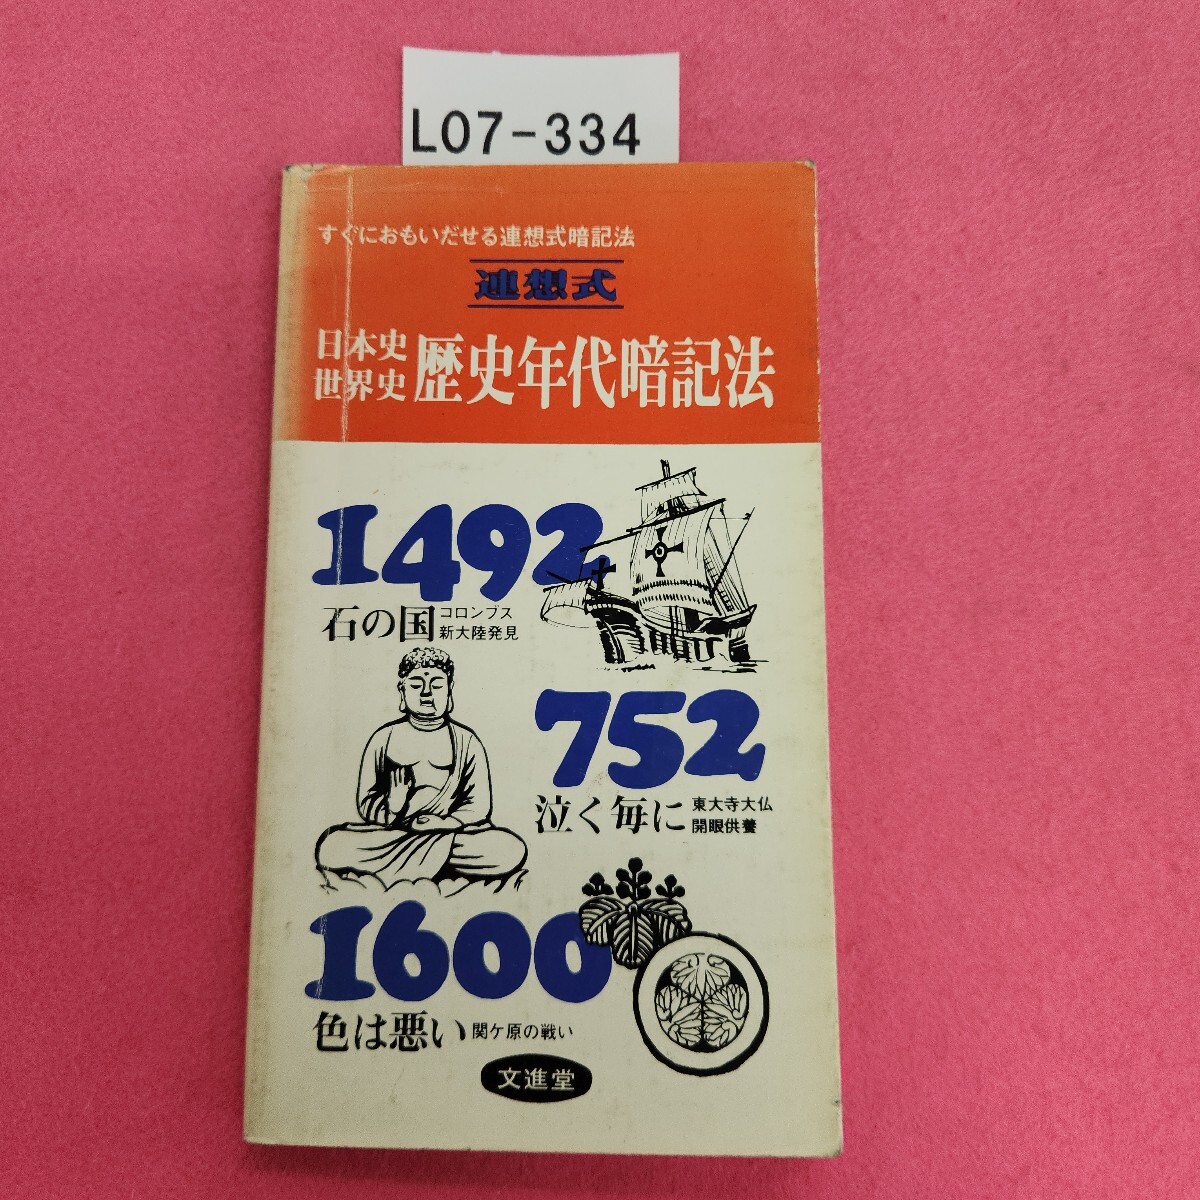 L07-334
すぐにおもいだせる連想式暗記法
連想式
日本史
世界史
歴史年代暗記法
1492
石の国
コロンブス
新大陸発見
752
泣く毎に
東大寺大仏
開眼供養
1600
色は悪い
関ケ原の戦い
文進堂